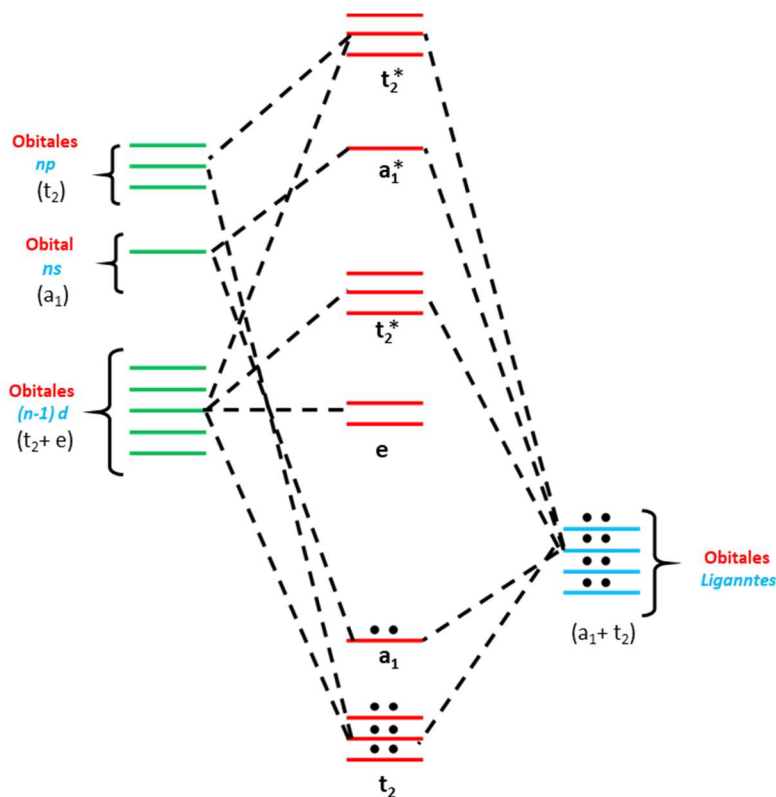 t₂*
Obitales
np
(t₂)
a₁*
Obital
ns
(a₁)
t₂*
Obitales
(n-1) d
(t₂+ e)
e
Obitales
Liganntes
(a₁+ t₂)
a₁
t₂